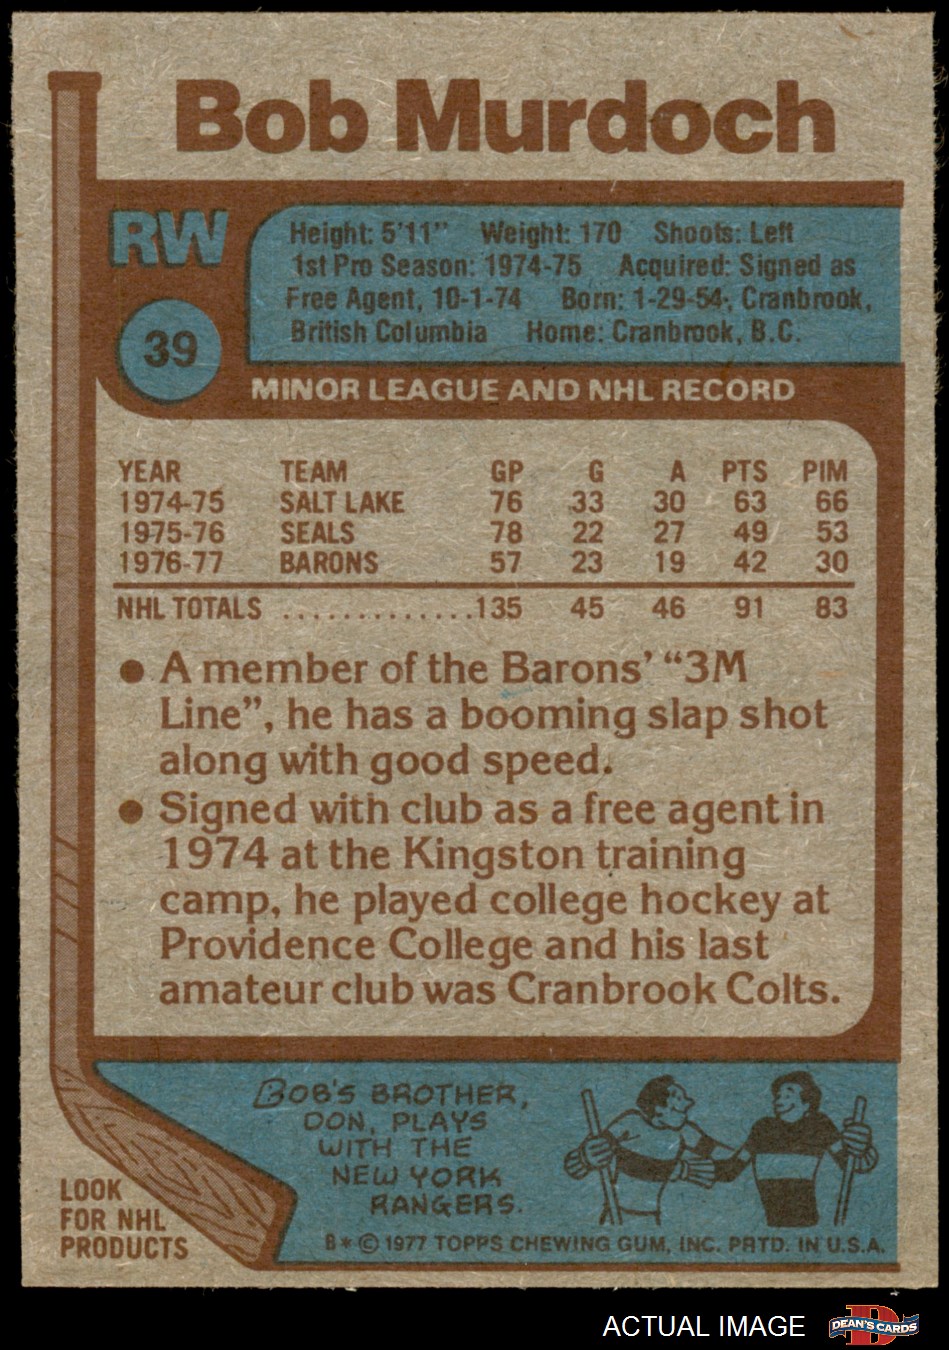 Bob Murdoch
RW
39
Height: 5'11" Weight: 170 Shoots: Left
1st Pro Season: 1974-75 Acquired: Signed as
Free Agent, 10-1-74 Born: 1-29-54, Cranbrook,
British Columbia Home: Cranbrook, B.C.
MINOR LEAGUE AND NHL RECORD
YEAR TEAM GP G A PTS PIM
1974-75 SALT LAKE 76 33 30 63 66
1975-76 SEALS 78 22 27 49 53
1976-77 BARONS 57 23 19 42 30
NHL TOTALS .............135 45 46 91 83
● A member of the Barons' “3M
Line”, he has a booming slap shot
along with good speed.
● Signed with club as a free agent in
1974 at the Kingston training
camp, he played college hockey at
Providence College and his last
amateur club was Cranbrook Colts.
BOB'S BROTHER,
DON, PLAYS
WITH THE
NEW YORK
RANGERS.
LOOK
FOR NHL
PRODUCTS
B * © 1977 TOPPS CHEWING GUM, INC. PRTD. IN U.S.A.
ACTUAL IMAGE
D
DEAN'S CARDS